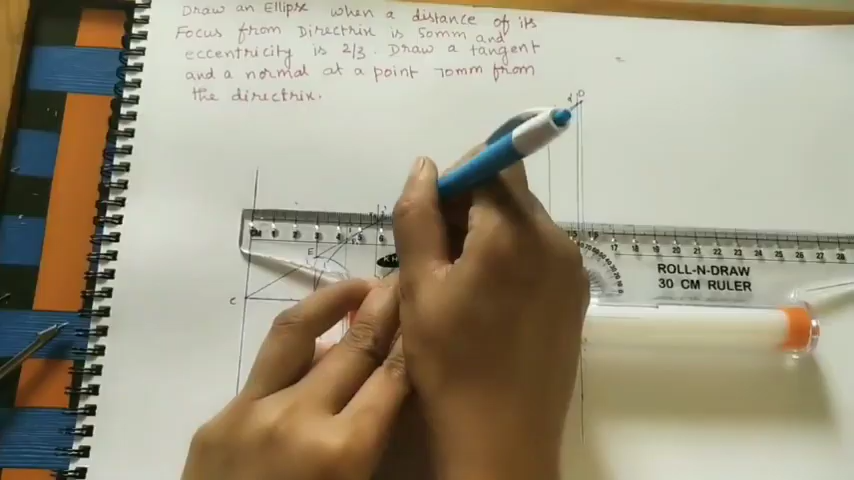 Draw an Ellipse when a distance of its
Focus from Directrix is 50mm and
eccentricity is 2/3. Draw a tangent
and a normal at a point 70mm from
the directrix.
D
E
C
ROLL-N-DRAW
30 CM RULER